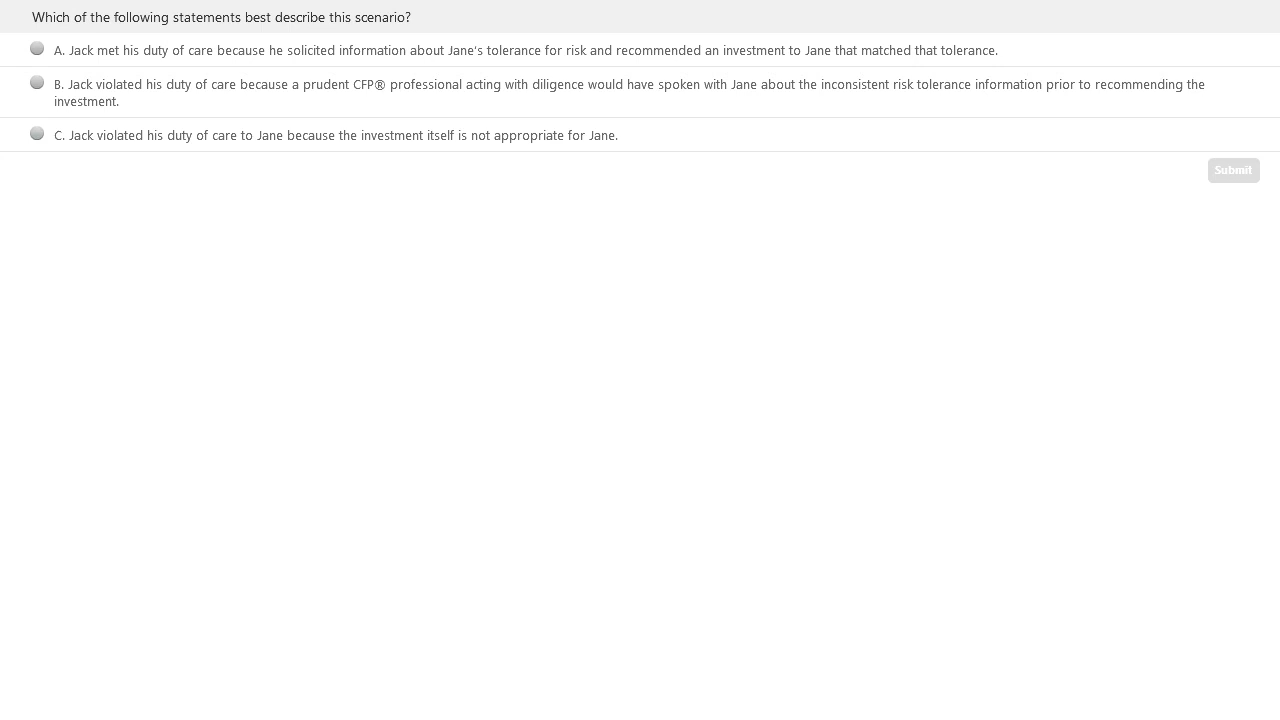 Which of the following statements best describe this scenario?
A. Jack met his duty of care because he solicited information about Jane's tolerance for risk and recommended an investment to Jane that matched that tolerance.
B. Jack violated his duty of care because a prudent CFP® professional acting with diligence would have spoken with Jane about the inconsistent risk tolerance information prior to recommending the
investment.
C. Jack violated his duty of care to Jane because the investment itself is not appropriate for Jane.
Submit